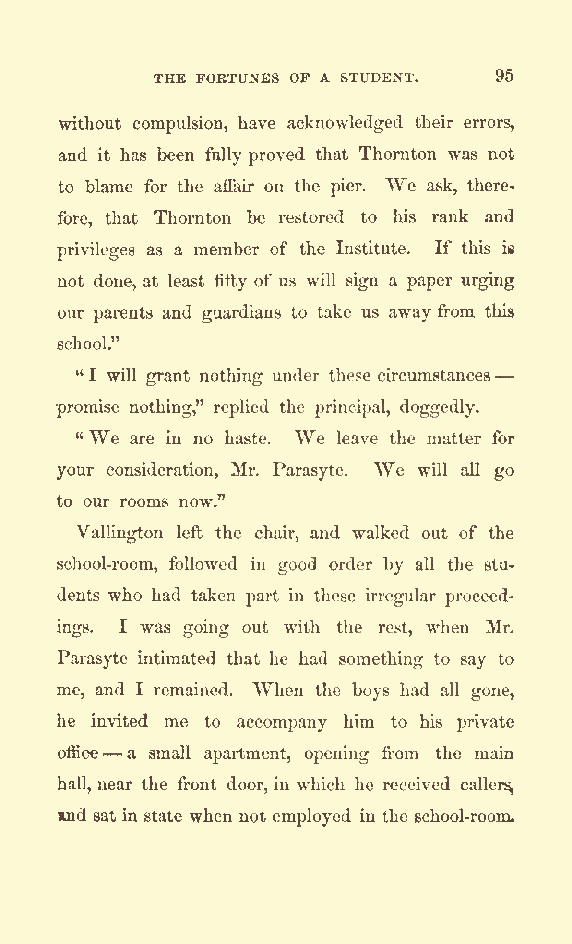 THE FORTUNES OF A STUDENT. 95
without compulsion, have acknowledged their errors,
and it has been fully proved that Thornton was not
to blame for the affair on the pier. We ask, there-
fore, that Thornton be restored to his rank and
privileges as a member of the Institute. If this is
not done, at least fifty of us will sign a paper urging
our parents and guardians to take us away from this
school.”
“I will grant nothing under these circumstances —
promise nothing,” replied the principal, doggedly.
“We are in no haste. We leave the matter for
your consideration, Mr. Parasyte. We will all go
to our rooms now.”
Vallington left the chair, and walked out of the
school-room, followed in good order by all the stu-
dents who had taken part in these irregular proceed-
ings. I was going out with the rest, when Mr.
Parasyte intimated that he had something to say to
me, and I remained. When the boys had all gone,
he invited me to accompany him to his private
office — a small apartment, opening from the main
hall, near the front door, in which he received callers,
and sat in state when not employed in the school-room.